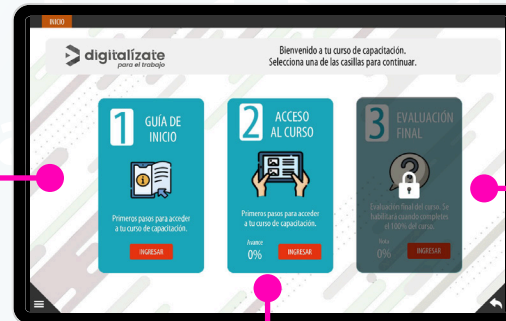 INICIO
digitalízate
para el trabajo
Bienvenido a tu curso de capacitación.
Selecciona una de las casillas para continuar.
1
GUÍA DE
INICIO
Primeros pasos para acceder
a tu curso de capacitación.
INGRESAR
2
ACCESO
AL CURSO
Primeros pasos para acceder
a tu curso de capacitación.
Avance
0%
INGRESAR
3
EVALUACIÓN
FINAL
Evaluación final del curso. Se
habilitará cuando completes
el 100% del curso.
Nota
0%
INGRESAR